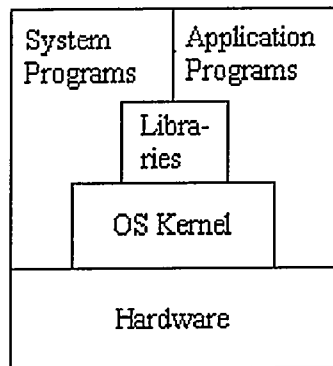 System
Programs
Application
Programs
Libra-
ries
OS Kernel
Hardware